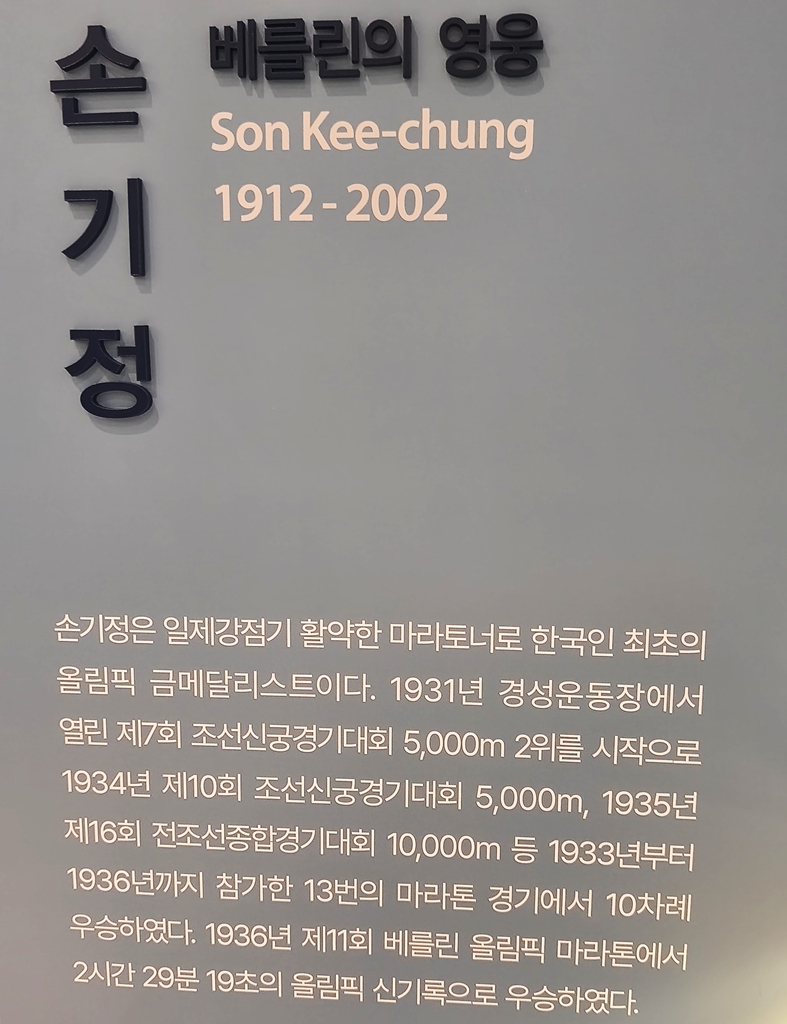 손기정
베를린의 영웅
Son Kee-chung
1912 - 2002
손기정은 일제강점기 활약한 마라토너로 한국인 최초의
올림픽 금메달리스트이다. 1931년 경성운동장에서
열린 제7회 조선신궁경기대회 5,000m 2위를 시작으로
1934년 제10회 조선신궁경기대회 5,000m, 1935년
제16회 전조선종합경기대회 10,000m 등 1933년부터
1936년까지 참가한 13번의 마라톤 경기에서 10차례
우승하였다. 1936년 제11회 베를린 올림픽 마라톤에서
2시간 29분 19초의 올림픽 신기록으로 우승하였다.